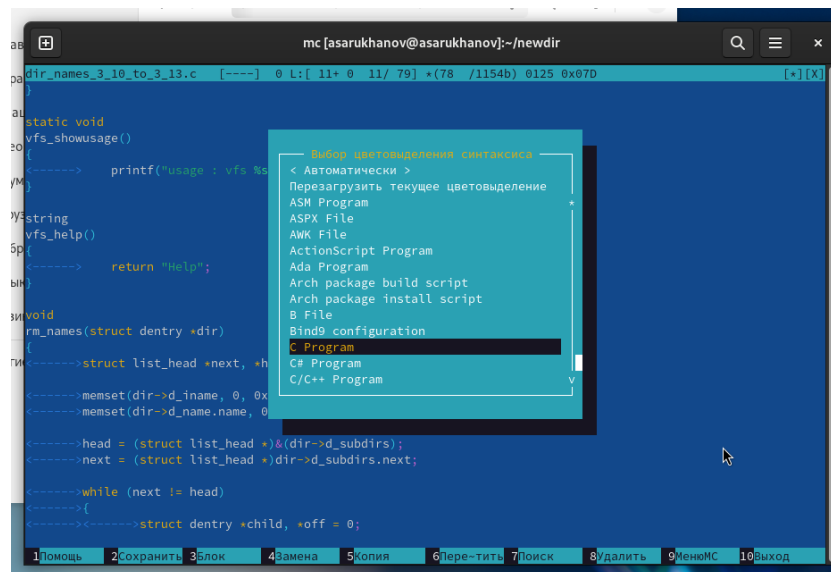 mc [asarukhanov@asarukhanov]:~/newdir
dir_names_3_10_to_3_13.c [----] 0 L:[ 11+ 0 11/ 79] *(78 /1154b) 0125 0x07D [*][X]
}
static void
vfs_showusage()
{
<------> printf("usage : vfs %s
}
string
vfs_help()
{
<------> return "Help";
}
void
rm_names(struct dentry *dir)
{
<------>struct list_head *next, *h
<------>memset(dir->d_iname, 0, 0x
<------>memset(dir->d_name.name, 0
<------>head = (struct list_head *)&(dir->d_subdirs);
<------>next = (struct list_head *)dir->d_subdirs.next;
<------>while (next != head)
<------>{
<------><------>struct dentry *child, *off = 0;
Выбор цветовыделения синтаксиса
< Автоматически >
Перезагрузить текущее цветовыделение
ASM Program
ASPX File
AWK File
ActionScript Program
Ada Program
Arch package build script
Arch package install script
B File
Bind9 configuration
C Program
C# Program
C/C++ Program
1Помощь 2Сохранить 3Блок 4Замена 5Копия 6Пере~тить 7Поиск 8Удалить 9МенюMC 10Выход